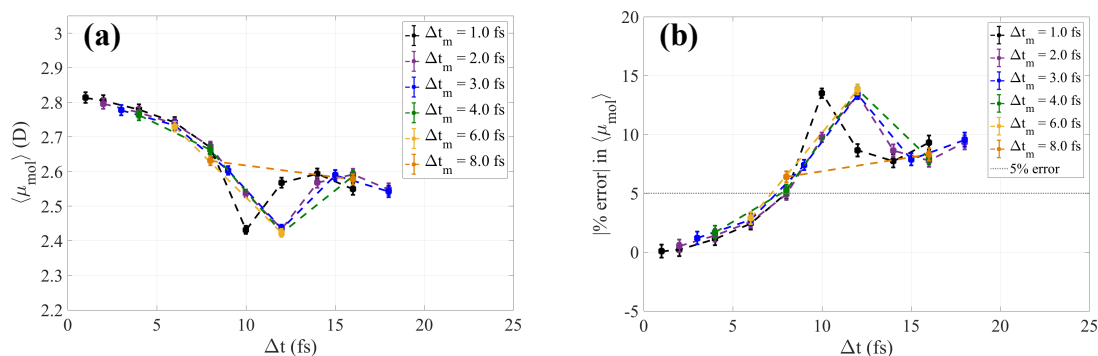 (a)
⟨μmol⟩ (D)
3
2.9
2.8
2.7
2.6
2.5
2.4
2.3
2.2
0 5 10 15 20 25
Δt (fs)
Δtm = 1.0 fs
Δtm = 2.0 fs
Δtm = 3.0 fs
Δtm = 4.0 fs
Δtm = 6.0 fs
Δtm = 8.0 fs
(b)
|% error| in ⟨μmol⟩
20
15
10
5
0
-5
0 5 10 15 20 25
Δt (fs)
Δtm = 1.0 fs
Δtm = 2.0 fs
Δtm = 3.0 fs
Δtm = 4.0 fs
Δtm = 6.0 fs
Δtm = 8.0 fs
5% error